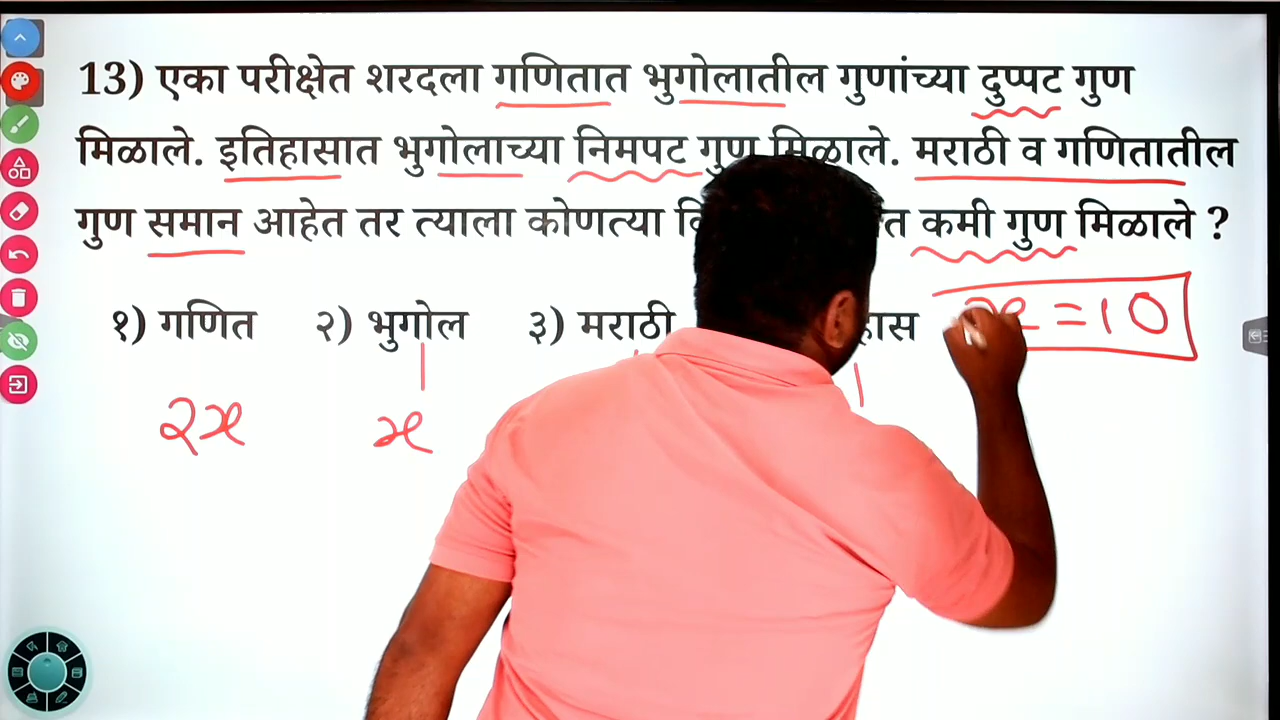 13) एका परीक्षेत शरदला गणितात भुगोलातील गुणांच्या दुप्पट गुण
मिळाले. इतिहासात भुगोलाच्या निमपट गुण मिळाले. मराठी व गणितातील
गुण समान आहेत तर त्याला कोणत्या कमी गुण मिळाले ?
१) गणित २) भुगोल ३) मराठी
x = 10
2x x